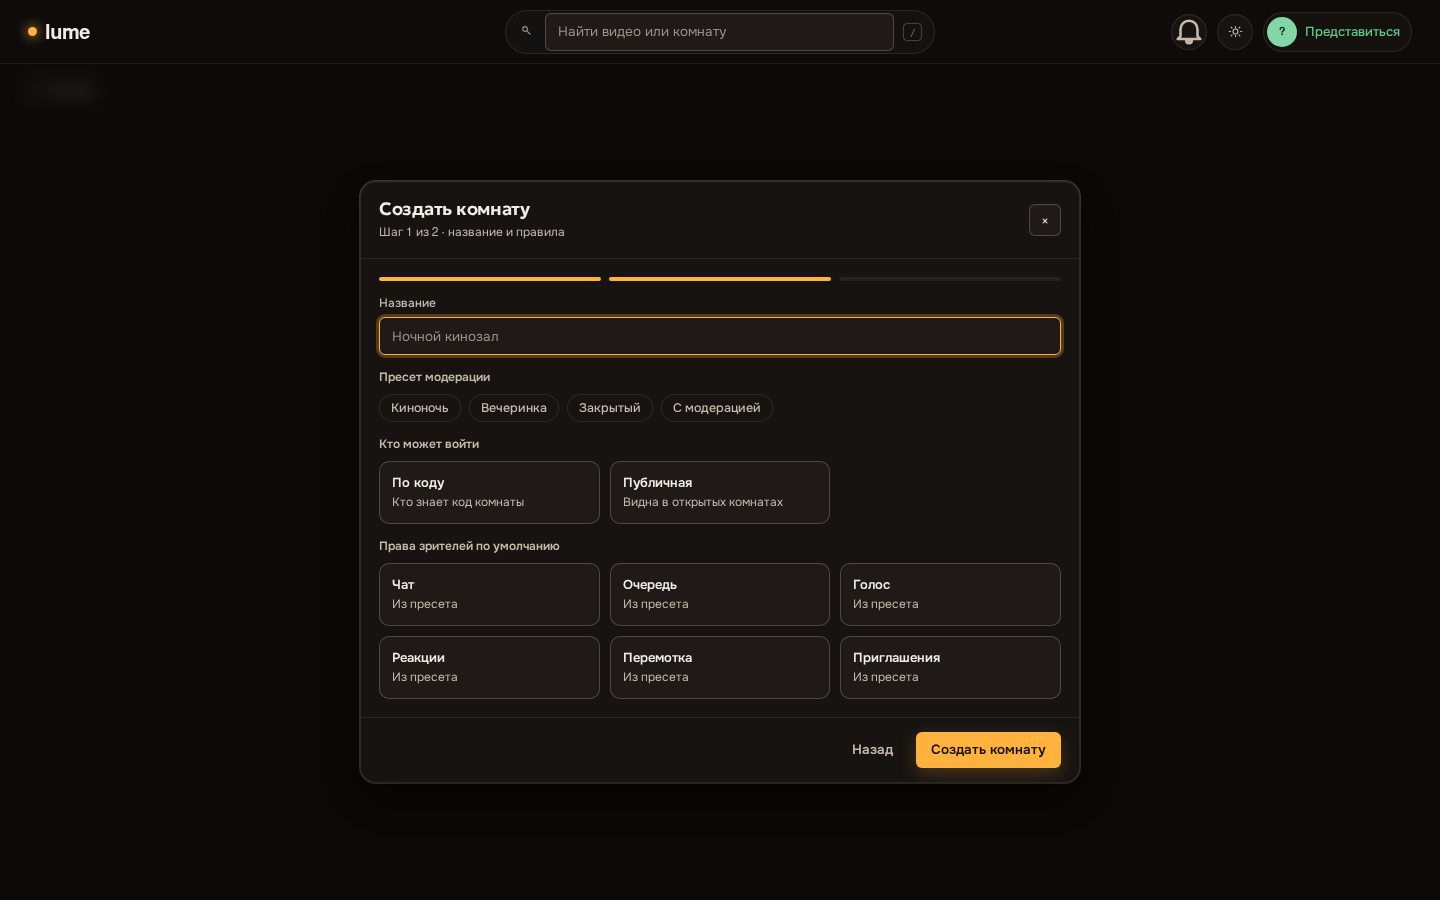 lume
Найти видео или комнату
/
?
Представиться
Создать комнату
Шаг 1 из 2 · название и правила
×
Название
Ночной кинозал
Пресет модерации
Киноночь
Вечеринка
Закрытый
С модерацией
Кто может войти
По коду
Кто знает код комнаты
Публичная
Видна в открытых комнатах
Права зрителей по умолчанию
Чат
Из пресета
Очередь
Из пресета
Голос
Из пресета
Реакции
Из пресета
Перемотка
Из пресета
Приглашения
Из пресета
Назад
Создать комнату